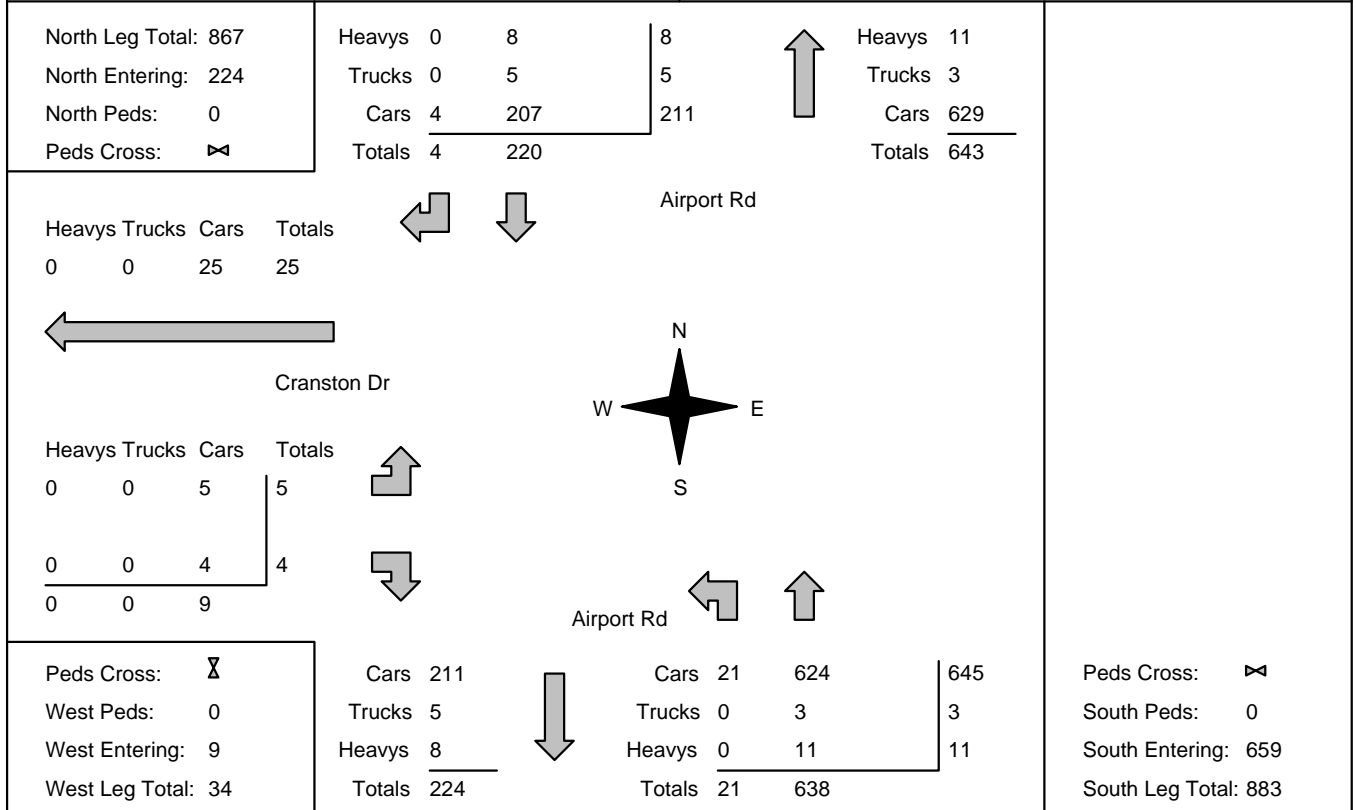 North Leg Total: 867
North Entering: 224
North Peds: 0
Peds Cross:
Heavys 0 8 8
Trucks 0 5 5
Cars 4 207 211
Totals 4 220
Heavys 11
Trucks 3
Cars 629
Totals 643
Airport Rd
Heavys Trucks Cars Totals
0 0 25 25
Cranston Dr
N
W E
S
Heavys Trucks Cars Totals
0 0 5 5
0 0 4 4
0 0 9
Airport Rd
Peds Cross:
West Peds: 0
West Entering: 9
West Leg Total: 34
Cars 211
Trucks 5
Heavys 8
Totals 224
Cars 21 624 645
Trucks 0 3 3
Heavys 0 11 11
Totals 21 638
Peds Cross:
South Peds: 0
South Entering: 659
South Leg Total: 883